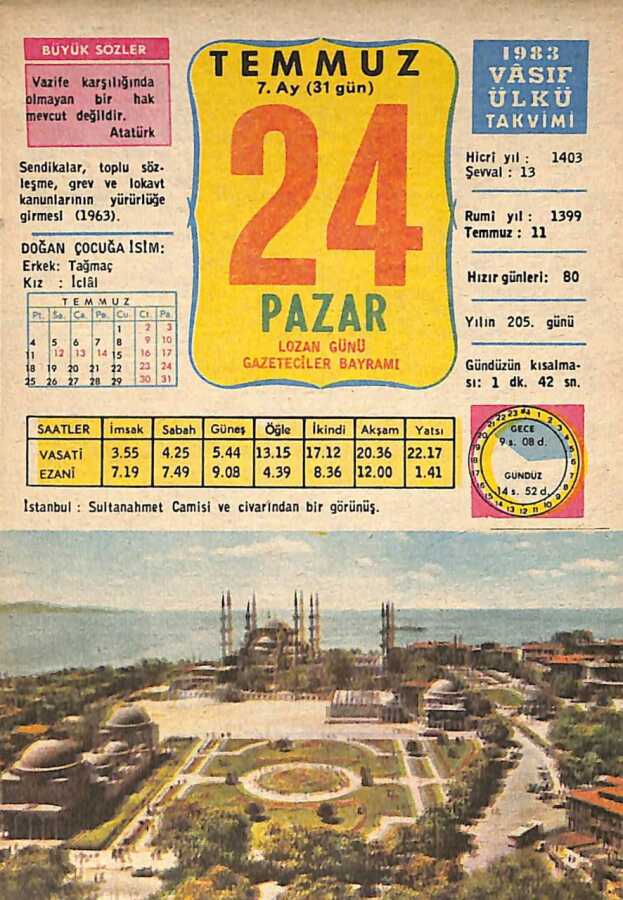 BÜYÜK SÖZLER
Vazife karşılığında
olmayan bir hak
mevcut değildir.
Atatürk
Sendikalar, toplu söz-
leşme, grev ve lokavt
kanunlarının yürürlüğe
girmesi (1963).
DOĞAN ÇOCUĞA İSİM:
Erkek: Tağmaç
Kız : İclâl
TEMMUZ
Pt. Sa. Ça. Pe. Cu. Ct. Pa.
1 2 3
4 5 6 7 8 9 10
11 12 13 14 15 16 17
18 19 20 21 22 23 24
25 26 27 28 29 30 31
TEMMUZ
7. Ay (31 gün)
24
PAZAR
LOZAN GÜNÜ
GAZETECİLER BAYRAMI
1983
VÂSIF
ÜLKÜ
TAKVİMİ
Hicrî yıl : 1403
Şevval : 13
Rumî yıl : 1399
Temmuz : 11
Hızır günleri: 80
Yılın 205. günü
Gündüzün kısalma-
sı: 1 dk. 42 sn.
SAATLER İmsak Sabah Güneş Öğle İkindi Akşam Yatsı
VASATİ 3.55 4.25 5.44 13.15 17.12 20.36 22.17
EZANİ 7.19 7.49 9.08 4.39 8.36 12.00 1.41
GECE
9 s. 08 d.
GÜNDÜZ
14 s. 52 d.
İstanbul : Sultanahmet Camisi ve civarından bir görünüş.